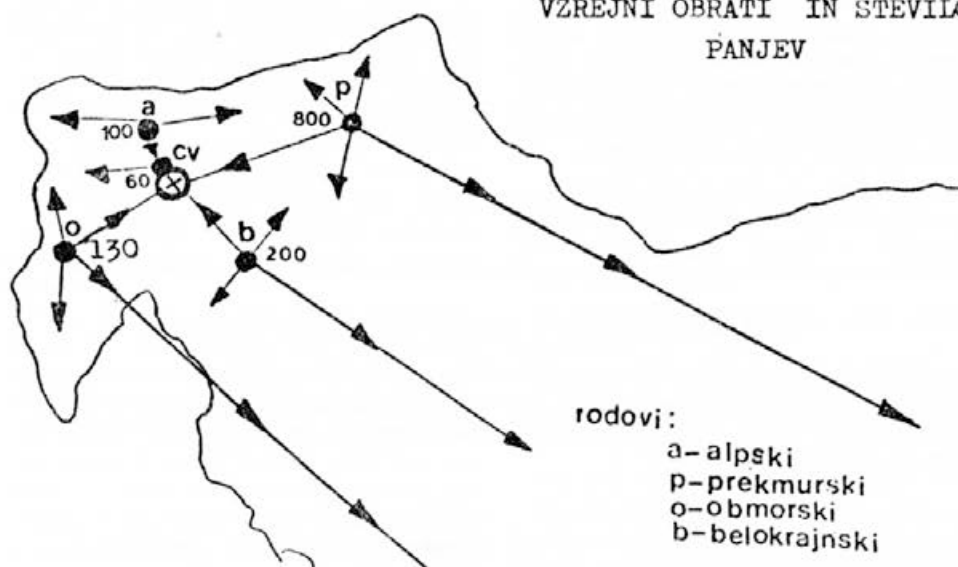 VZREJNI OBRATI IN ŠTEVILA
PANJEV
p
800
a
100
cv
60
o
130
b
200
rodovi:
a-alpski
p-prekmurski
o-obmorski
b-belokrajnski